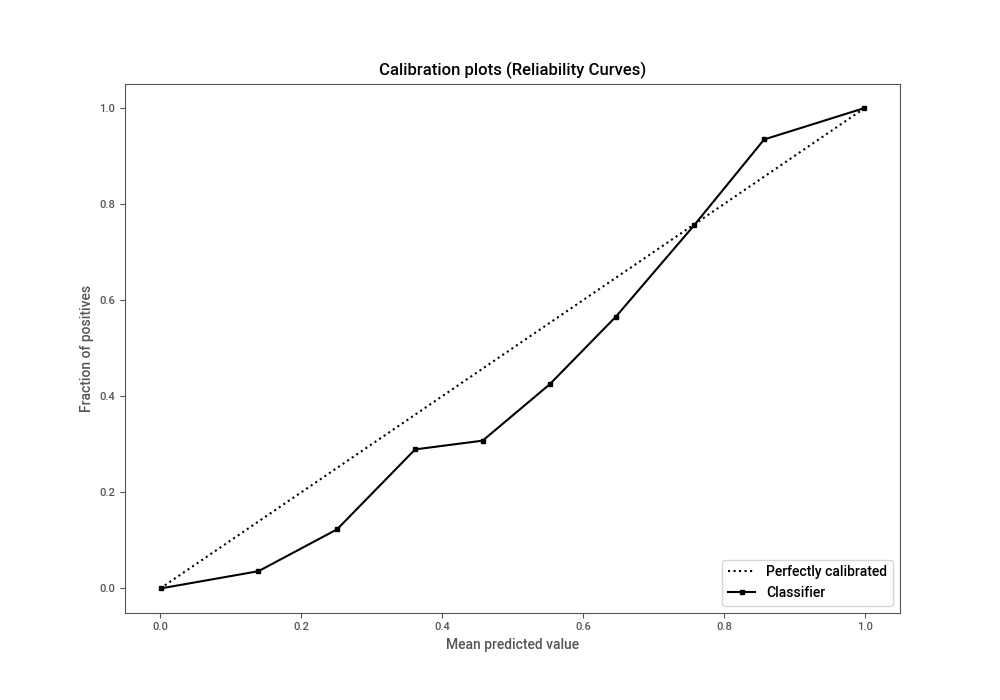 Calibration plots (Reliability Curves)
1.0
0.8
0.6
0.4
0.2
0.0
Fraction of positives
0.0 0.2 0.4 0.6 0.8 1.0
Mean predicted value
Perfectly calibrated
Classifier